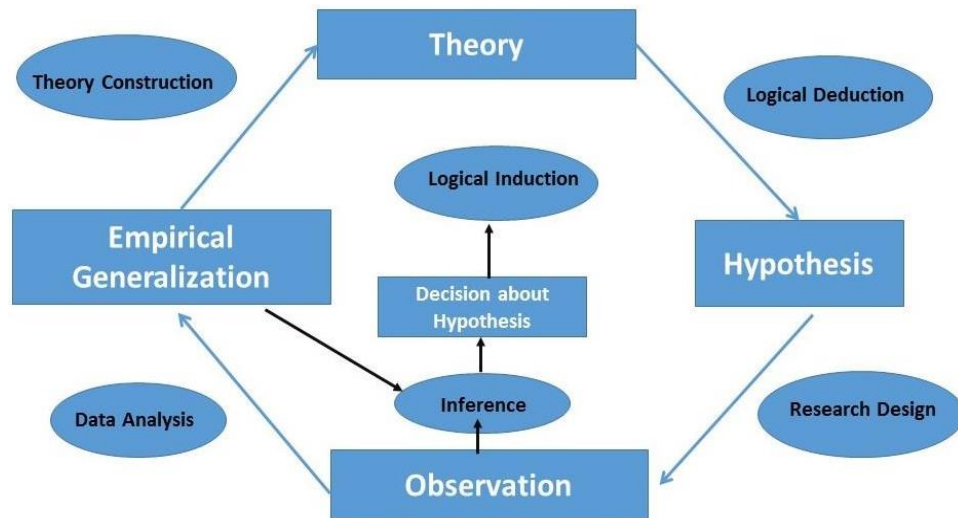 Theory
Theory Construction
Logical Deduction
Logical Induction
Empirical
Generalization
Hypothesis
Decision about
Hypothesis
Inference
Data Analysis
Research Design
Observation